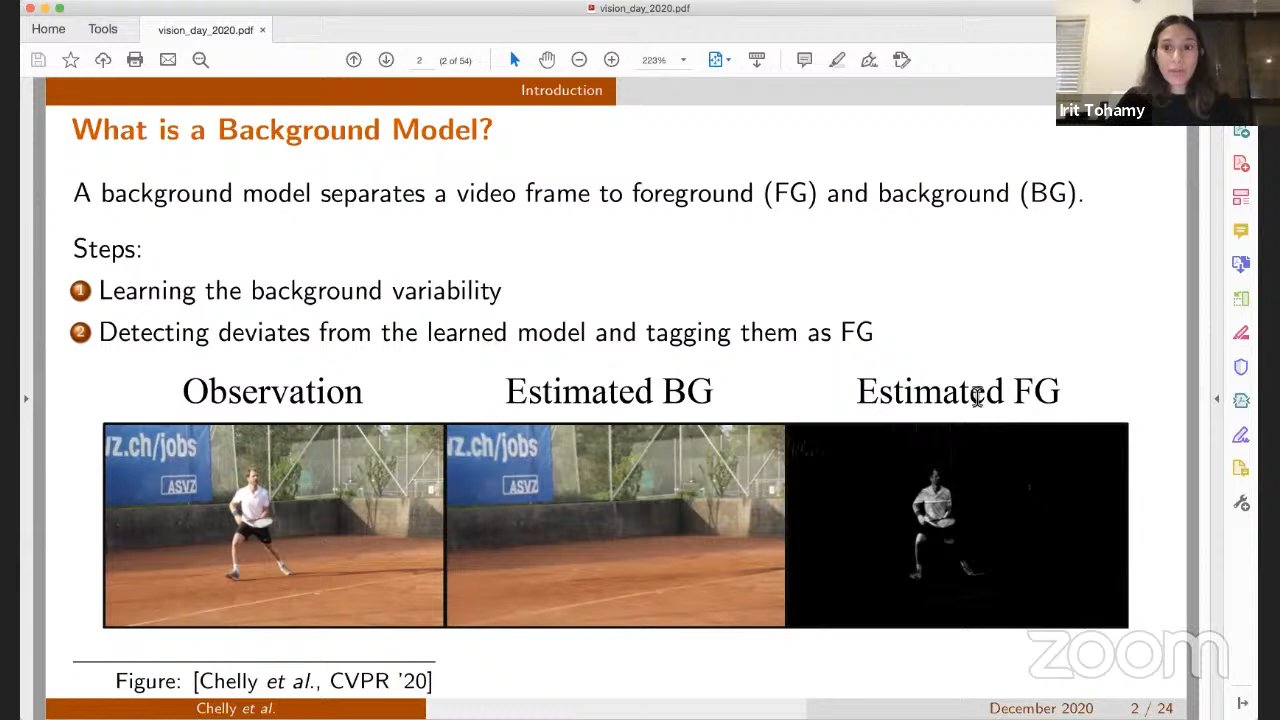 vision_day_2020.pdf
Home Tools vision_day_2020.pdf ×
2 (2 of 54) 223%
Irit Tohamy
Introduction
What is a Background Model?
A background model separates a video frame to foreground (FG) and background (BG).
Steps:
1 Learning the background variability
2 Detecting deviates from the learned model and tagging them as FG
Observation Estimated BG Estimated FG
vz.ch/jobs vz.ch/jobs
ASVZ ASVZ
Figure: [Chelly et al., CVPR '20]
zoom
Chelly et al. December 2020 2 / 24